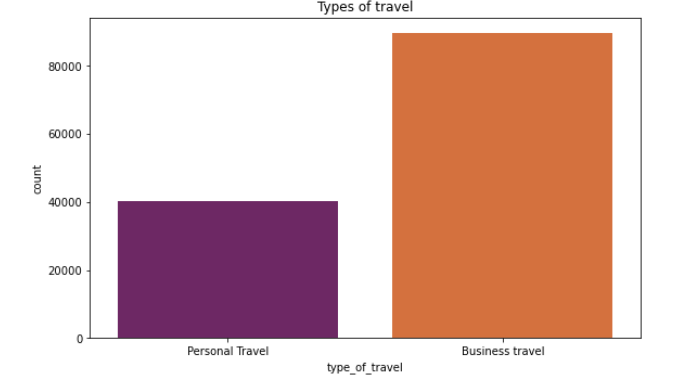 Types of travel
80000
60000
40000
20000
0
count
Personal Travel
Business travel
type_of_travel